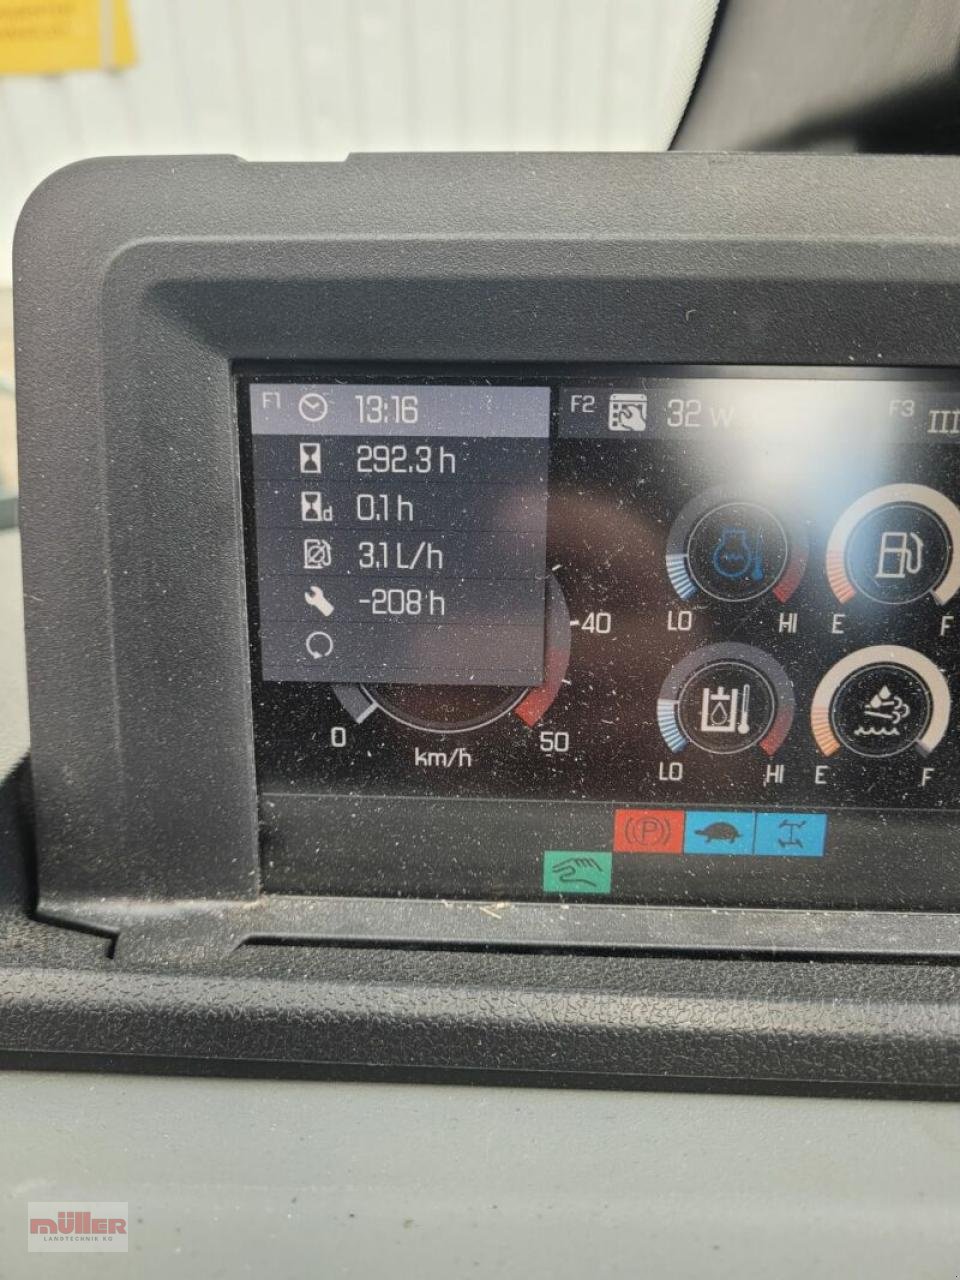 F1 13:16
F2 32 W
F3 III
292.3 h
d 0.1 h
3.1 L/h
-208 h
40
0
50
km/h
LO HI
E F
LO HI
E F
P
müller
LANDTECHNIK KG